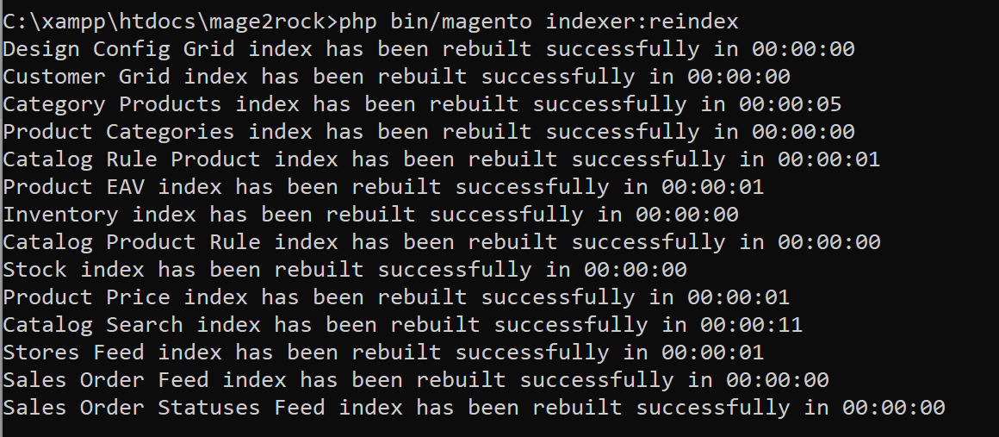 C:\xampp\htdocs\mage2rock>php bin/magento indexer:reindex
Design Config Grid index has been rebuilt successfully in 00:00:00
Customer Grid index has been rebuilt successfully in 00:00:00
Category Products index has been rebuilt successfully in 00:00:05
Product Categories index has been rebuilt successfully in 00:00:00
Catalog Rule Product index has been rebuilt successfully in 00:00:01
Product EAV index has been rebuilt successfully in 00:00:01
Inventory index has been rebuilt successfully in 00:00:00
Catalog Product Rule index has been rebuilt successfully in 00:00:00
Stock index has been rebuilt successfully in 00:00:00
Product Price index has been rebuilt successfully in 00:00:01
Catalog Search index has been rebuilt successfully in 00:00:11
Stores Feed index has been rebuilt successfully in 00:00:01
Sales Order Feed index has been rebuilt successfully in 00:00:00
Sales Order Statuses Feed index has been rebuilt successfully in 00:00:00